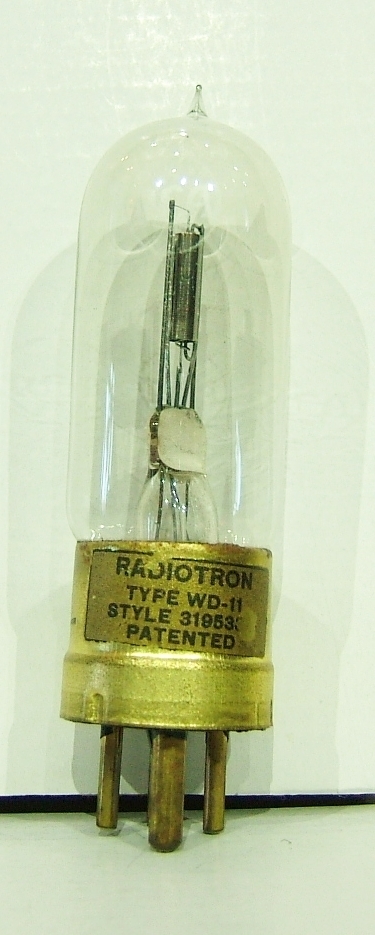 RADIOTRON
TYPE WD-11
STYLE 31953
PATENTED